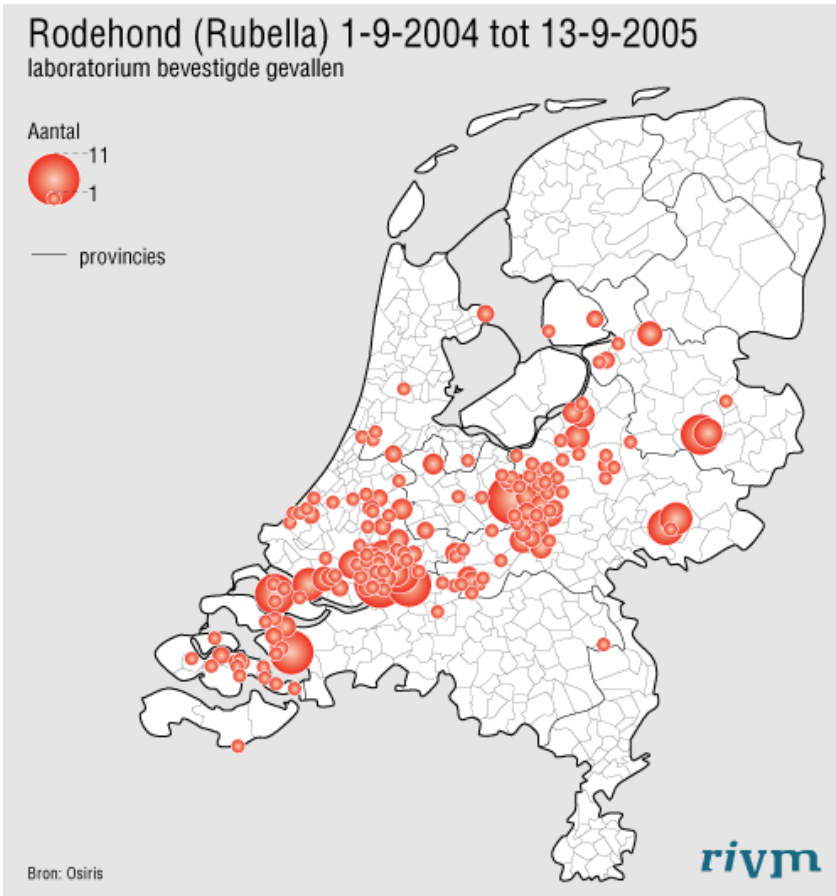 Rodehond (Rubella) 1-9-2004 tot 13-9-2005
laboratorium bevestigde gevallen
Aantal
11
1
provincies
Bron: Osiris
rivm